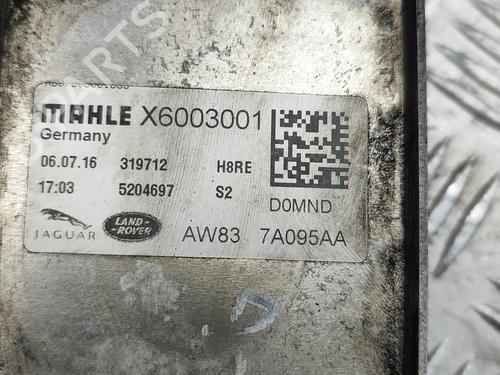 MAHLE X6003001
Germany
06.07.16 319712 H8RE
17:03 5204697 S2
D0MND
JAGUAR LAND-ROVER AW83 7A095AA